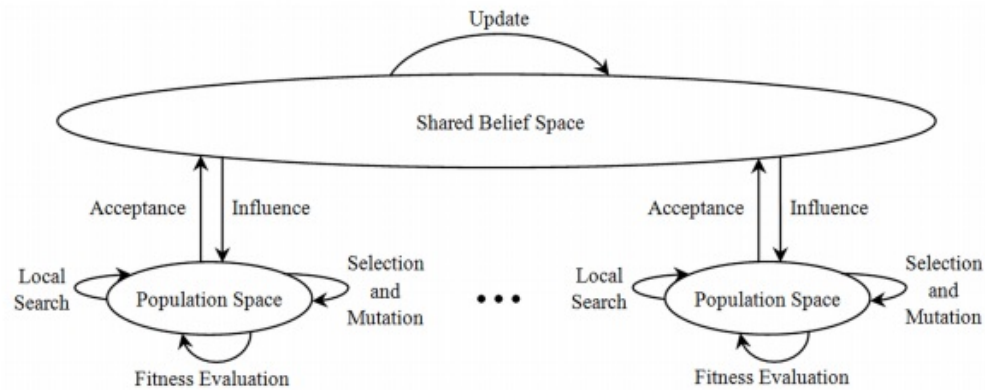 Update
Shared Belief Space
Acceptance
Influence
Acceptance
Influence
Local
Search
Population Space
Selection
and
Mutation
Fitness Evaluation
Local
Search
Population Space
Selection
and
Mutation
Fitness Evaluation